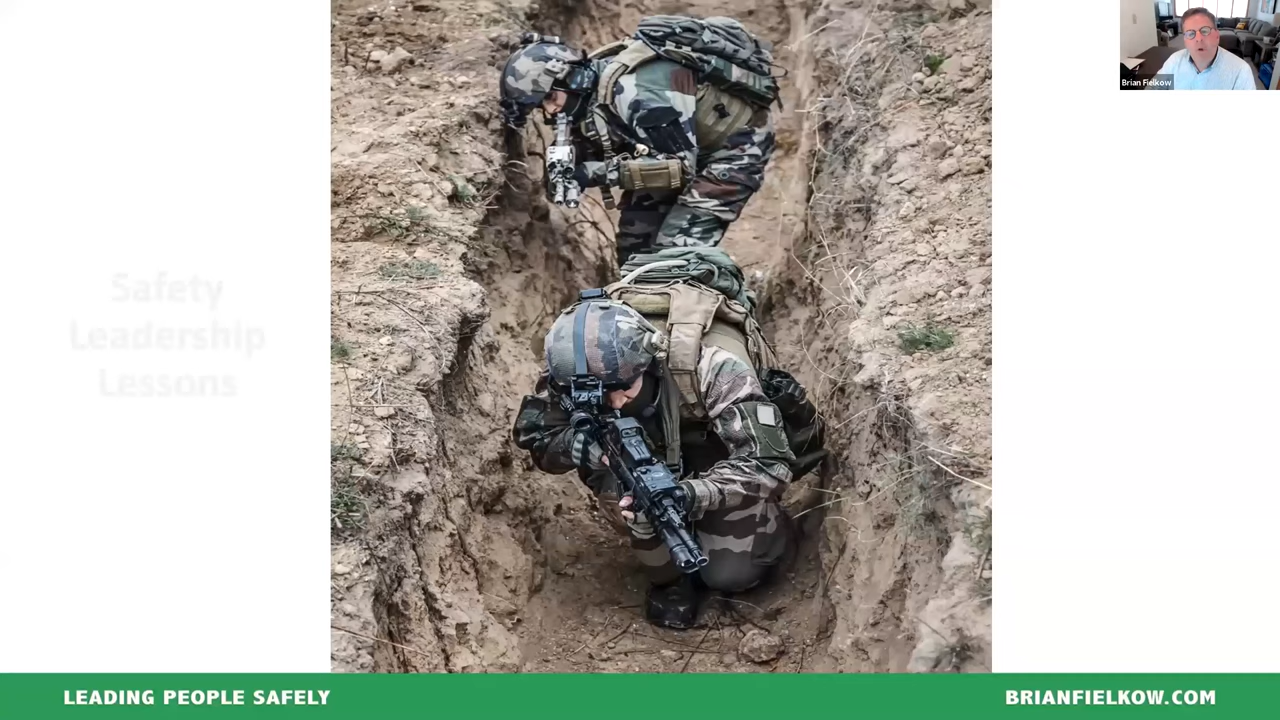 Brian Fielkow
Safety
Leadership
Lessons
LEADING PEOPLE SAFELY
BRIANFIELKOW.COM